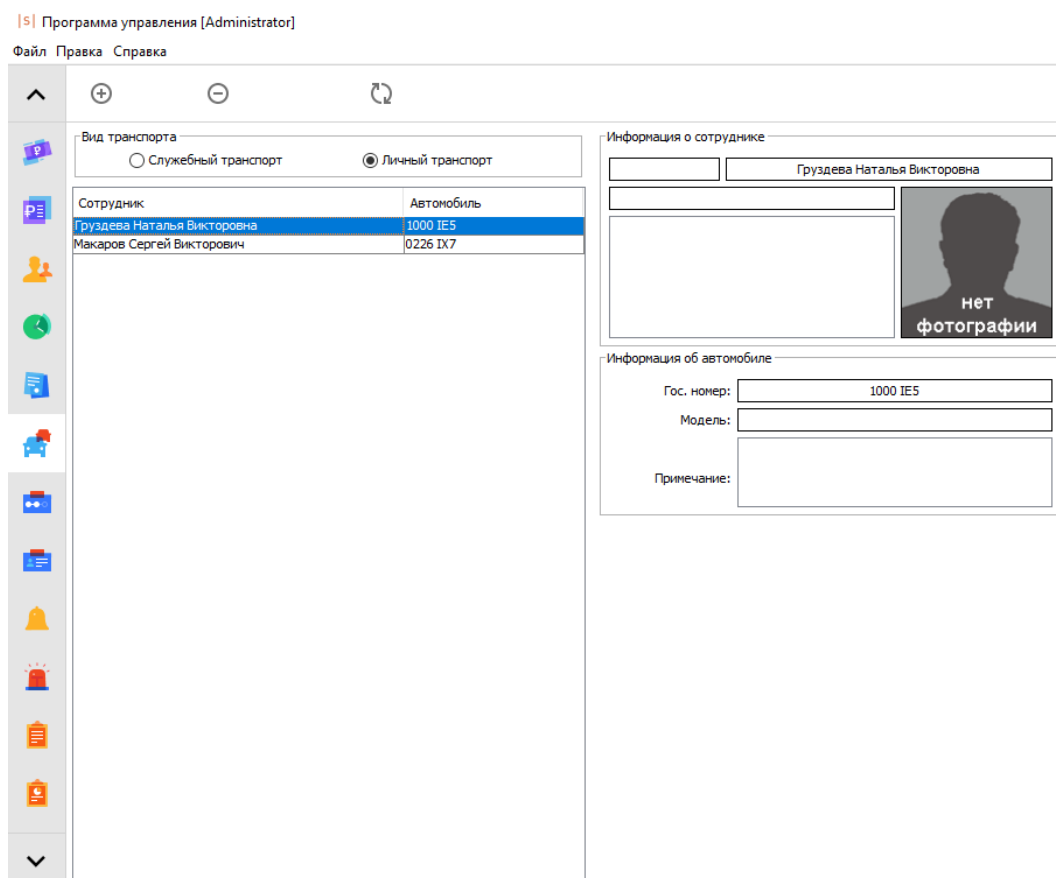 |S| Программа управления [Administrator]
Файл Правка Справка
Вид транспорта
Служебный транспорт Личный транспорт
Сотрудник Автомобиль
Груздева Наталья Викторовна 1000 IE5
Макаров Сергей Викторович 0226 IX7
Информация о сотруднике
Груздева Наталья Викторовна
нет
фотографии
Информация об автомобиле
Гос. номер: 1000 IE5
Модель:
Примечание: